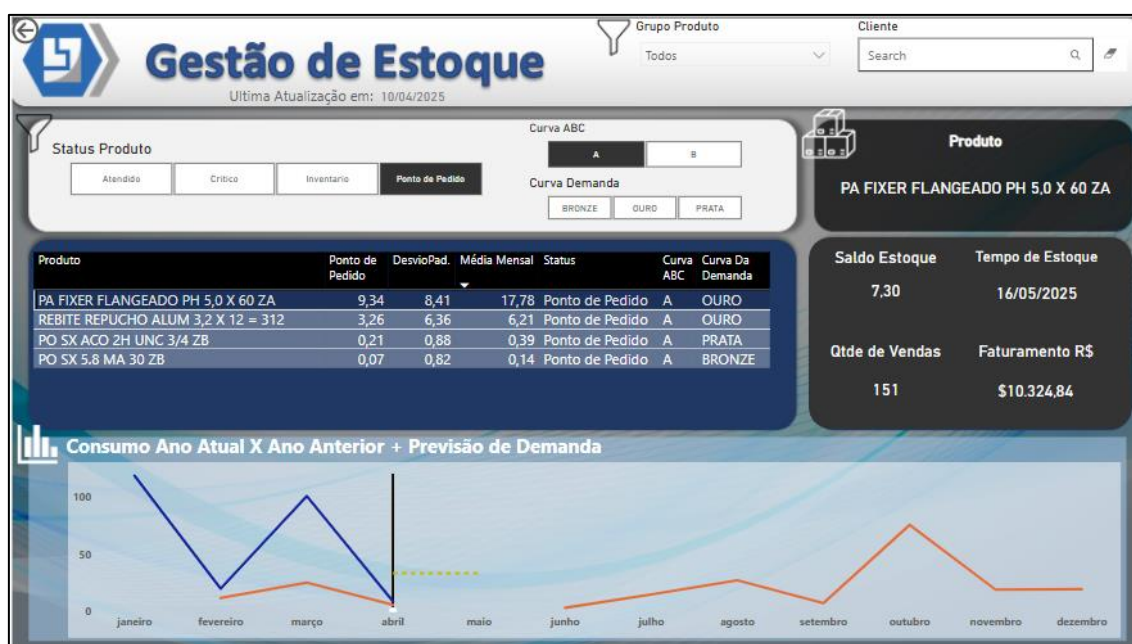 Gestão de Estoque
Ultima Atualização em: 10/04/2025
Grupo Produto
Todos
Cliente
Search
Status Produto
Atendido Crítico Inventario Ponto de Pedido
Curva ABC
A B
Curva Demanda
BRONZE OURO PRATA
Produto
PA FIXER FLANGEADO PH 5,0 X 60 ZA
Produto Ponto de Pedido DesvioPad. Média Mensal Status Curva ABC Curva Da Demanda
PA FIXER FLANGEADO PH 5,0 X 60 ZA 9,34 8,41 17,78 Ponto de Pedido A OURO
REBITE REPUCHO ALUM 3,2 X 12 = 312 3,26 6,36 6,21 Ponto de Pedido A OURO
PO SX ACO 2H UNC 3/4 ZB 0,21 0,88 0,39 Ponto de Pedido A PRATA
PO SX 5.8 MA 30 ZB 0,07 0,82 0,14 Ponto de Pedido A BRONZE
Saldo Estoque Tempo de Estoque
7,30 16/05/2025
Qtde de Vendas Faturamento R$
151 $10.324,84
Consumo Ano Atual X Ano Anterior + Previsão de Demanda
100
50
0
janeiro fevereiro março abril maio junho julho agosto setembro outubro novembro dezembro